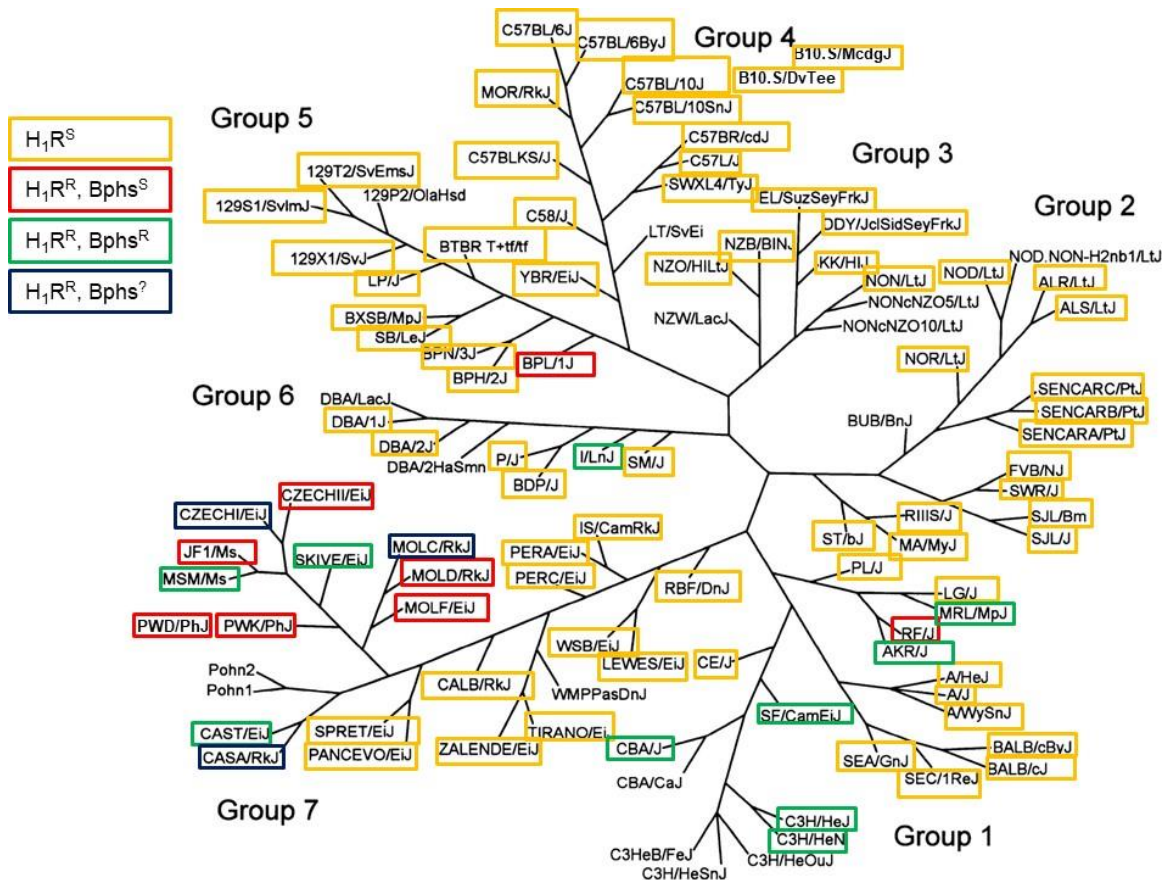 C57BL/6J
C57BL/6ByJ
Group 4
B10.S/McdgJ
B10.S/DvTee
C57BL/10J
MOR/RkJ
C57BL/10SnJ
Group 5
H₁Rˢ
H₁Rᴿ, Bphsˢ
H₁Rᴿ, Bphsᴿ
H₁Rᴿ, Bphs?
C57BR/cdJ
C57BLKS/J
C57L/J
SWXL4/TyJ
Group 3
129T2/SvEmsJ
129P2/OlaHsd
129S1/SvImJ
EL/SuzSeyFrkJ
DDY/JclSidSeyFrkJ
Group 2
C58/J
LT/SvEi
NZB/BINJ
BTBR T+tf/tf
129X1/SvJ
LP/J
YBR/EiJ
NZO/HILtJ
KK/HIJ
NON/LtJ
NOD/LtJ
NOD.NON-H2nb1/LtJ
ALR/LtJ
ALS/LtJ
NONcNZO5/LtJ
NZW/LacJ
NONcNZO10/LtJ
BXSB/MpJ
SB/LeJ
BPN/3J
BPH/2J
BPL/1J
NOR/LtJ
Group 6
DBA/LacJ
DBA/1J
DBA/2J
DBA/2HaSmn
P/J
BDP/J
I/LnJ
SM/J
BUB/BnJ
SENCARC/PtJ
SENCARB/PtJ
SENCARA/PtJ
FVB/NJ
SWR/J
SJL/Bm
SJL/J
RIIIS/J
ST/bJ
MA/MyJ
CZECHII/EiJ
CZECHI/EiJ
JF1/Ms
MSM/Ms
SKIVE/EiJ
MOLC/RkJ
MOLD/RkJ
MOLF/EiJ
PWD/PhJ
PWK/PhJ
IS/CamRkJ
PERA/EiJ
PERC/EiJ
RBF/DnJ
PL/J
LG/J
MRL/MpJ
RF/J
AKR/J
WSB/EiJ
LEWES/EiJ
CE/J
Pohn2
Pohn1
CALB/RkJ
WMPPasDnJ
A/HeJ
A/J
A/WySnJ
SF/CamEiJ
CAST/EiJ
CASA/RkJ
SPRET/EiJ
PANCEVO/EiJ
ZALENDE/EiJ
TIRANO/Ei
CBA/J
CBA/CaJ
SEA/GnJ
SEC/1ReJ
BALB/cByJ
BALB/cJ
Group 7
C3H/HeJ
C3H/HeN
Group 1
C3HeB/FeJ
C3H/HeOuJ
C3H/HeSnJ